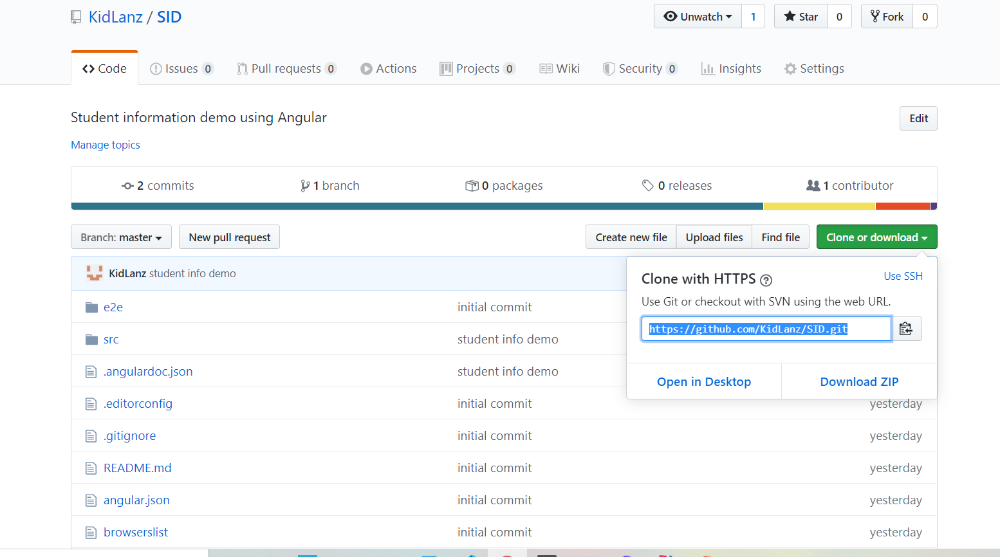 KidLanz / SID
Unwatch 1 Star 0 Fork 0
Code Issues 0 Pull requests 0 Actions Projects 0 Wiki Security 0 Insights Settings
Student information demo using Angular
Edit
Manage topics
2 commits 1 branch 0 packages 0 releases 1 contributor
Branch: master New pull request Create new file Upload files Find file Clone or download
KidLanz student info demo
Clone with HTTPS ? Use SSH
Use Git or checkout with SVN using the web URL.
https://github.com/KidLanz/SID.git
Open in Desktop Download ZIP
e2e initial commit
src student info demo
.angulardoc.json student info demo
.editorconfig initial commit yesterday
.gitignore initial commit yesterday
README.md initial commit yesterday
angular.json initial commit yesterday
browserslist initial commit yesterday